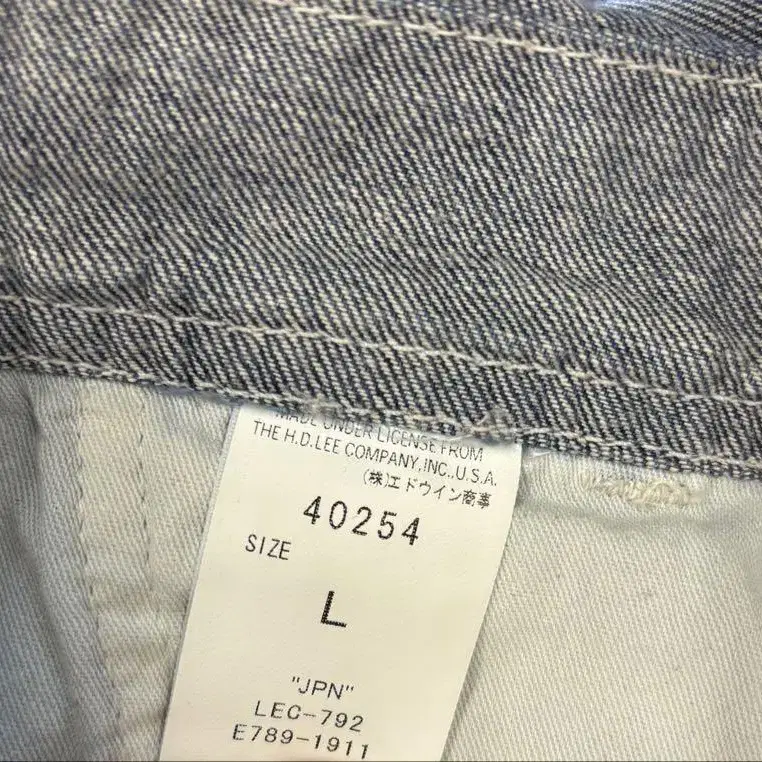 MADE UNDER LICENSE FROM
THE H.D.LEE COMPANY,INC.,U.S.A.
(株)エドウイン商事
40254
SIZE
L
"JPN"
LEC-792
E789-1911